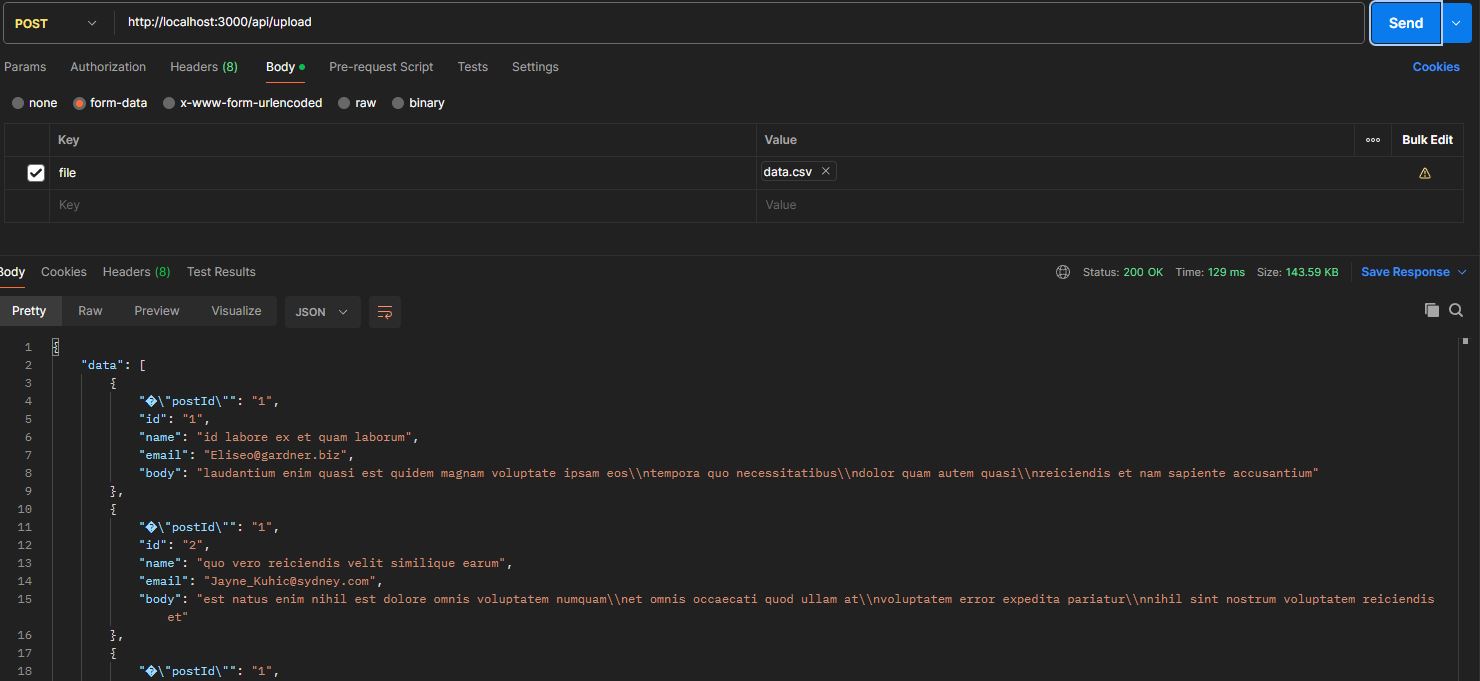 POST http://localhost:3000/api/upload Send
Params Authorization Headers (8) Body Pre-request Script Tests Settings Cookies
none form-data x-www-form-urlencoded raw binary
Key Value Bulk Edit
file data.csv
Key Value
Body Cookies Headers (8) Test Results Status: 200 OK Time: 129 ms Size: 143.59 KB Save Response
Pretty Raw Preview Visualize JSON
1 {
2 "data": [
3 {
4 "�\"postId\"": "1",
5 "id": "1",
6 "name": "id labore ex et quam laborum",
7 "email": "Eliseo@gardner.biz",
8 "body": "laudantium enim quasi est quidem magnam voluptate ipsam eos\\ntempora quo necessitatibus\\ndolor quam autem quasi\\nreiciendis et nam sapiente accusantium"
9 },
10 {
11 "�\"postId\"": "1",
12 "id": "2",
13 "name": "quo vero reiciendis velit similique earum",
14 "email": "Jayne_Kuhic@sydney.com",
15 "body": "est natus enim nihil est dolore omnis voluptatem numquam\\net omnis occaecati quod ullam at\\nvoluptatem error expedita pariatur\\nnihil sint nostrum voluptatem reiciendis
et"
16 },
17 {
18 "�\"postId\"": "1",